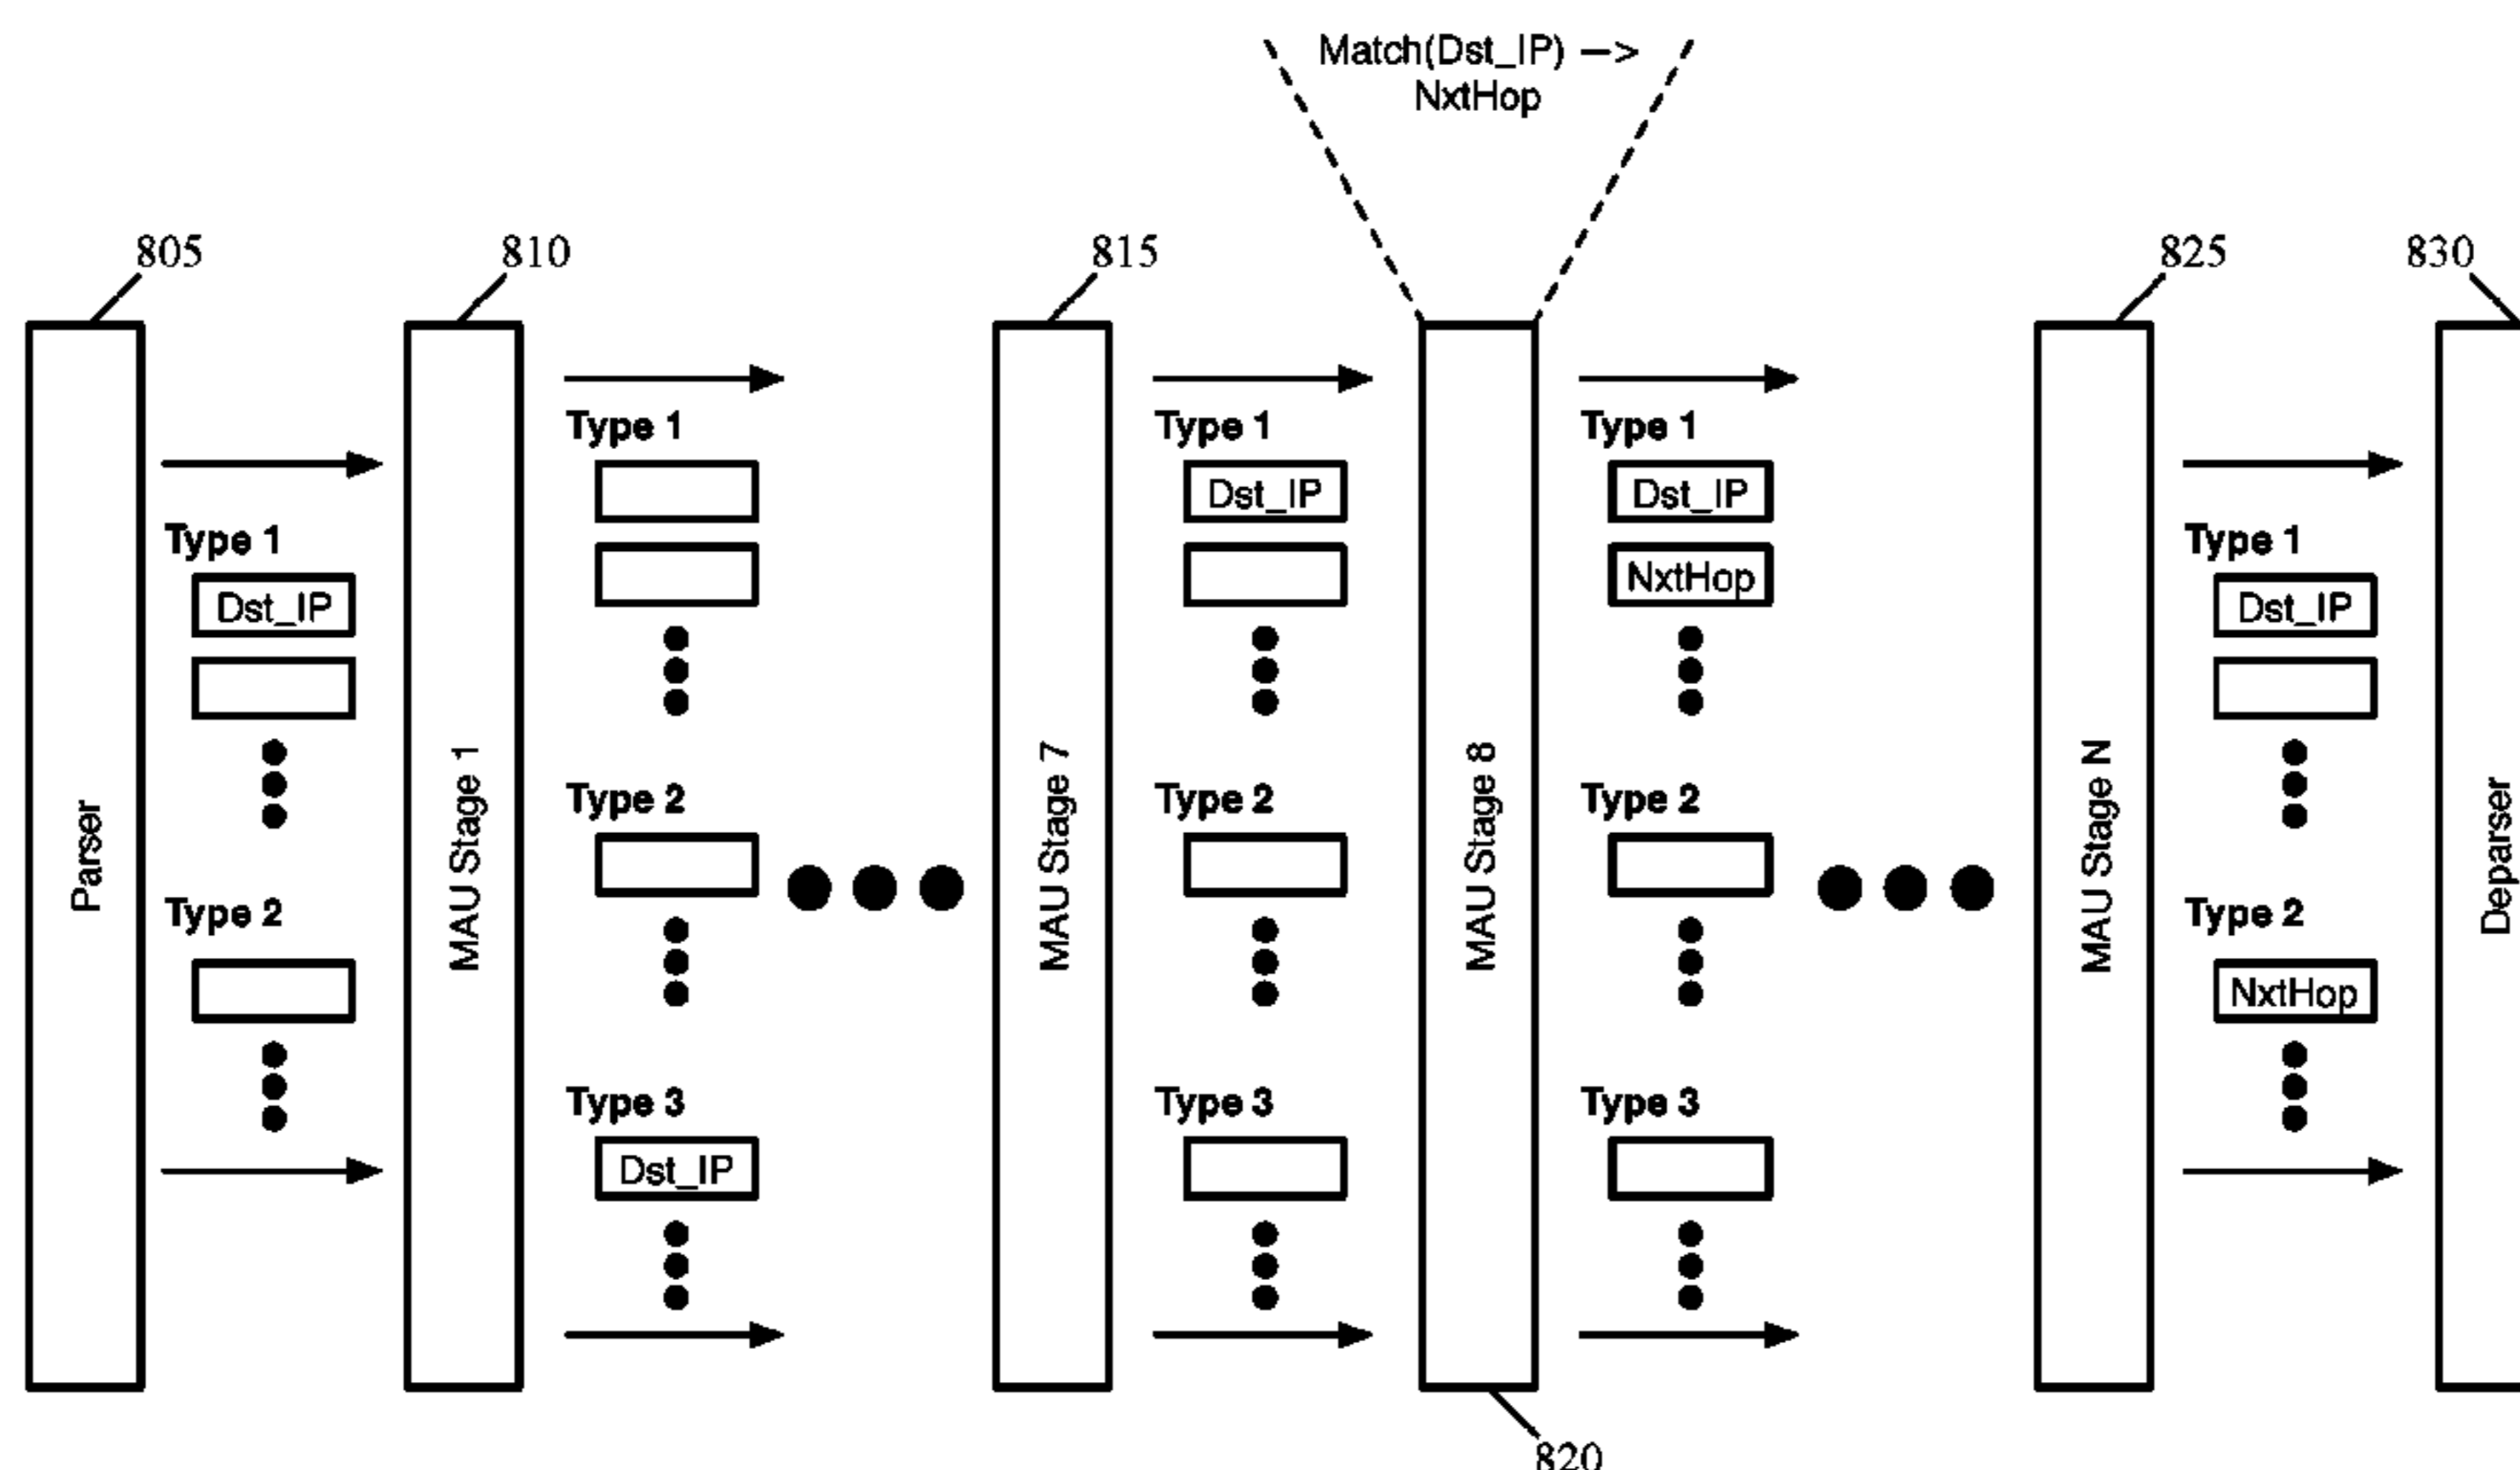 Match(Dst_IP) —>
NxtHop
805
810
815
825
830
Parser
Type 1
Dst_IP
Type 2
MAU Stage 1
Type 1
Type 2
Type 3
Dst_IP
MAU Stage 7
Type 1
Dst_IP
Type 2
Type 3
MAU Stage 8
Type 1
Dst_IP
NxtHop
Type 2
Type 3
MAU Stage N
Type 1
Dst_IP
Type 2
NxtHop
Deparser
820